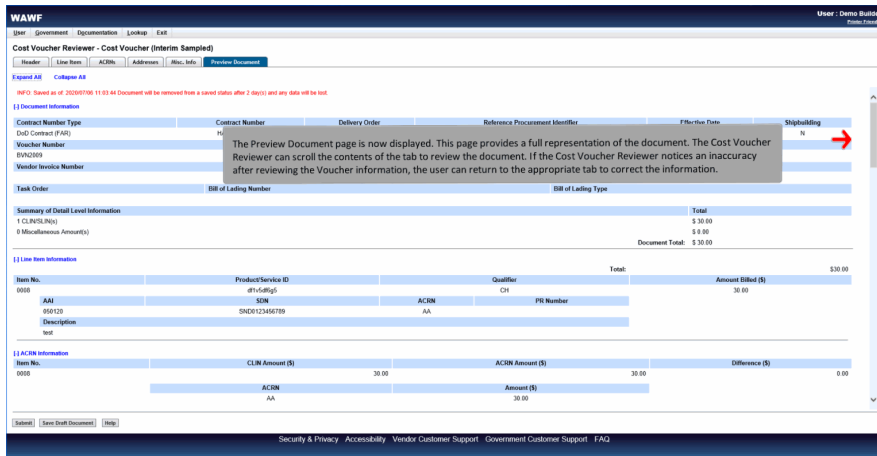 WAWF
User : Demo Builda
Printer Friend
User Government Documentation Lookup Exit
Cost Voucher Reviewer - Cost Voucher (Interim Sampled)
Header Line Item ACRNs Addresses Misc. Info Preview Document
Expand All Collapse All
INFO: Saved as of: 2020/07/06 11:03:44 Document will be removed from a saved status after 2 day(s) and any data will be lost.
[-] Document Information
Contract Number Type Contract Number Delivery Order Reference Procurement Identifier Effective Date Shipbuilding
DoD Contract (FAR) N
The Preview Document page is now displayed. This page provides a full representation of the document. The Cost Voucher
Reviewer can scroll the contents of the tab to review the document. If the Cost Voucher Reviewer notices an inaccuracy
after reviewing the Voucher information, the user can return to the appropriate tab to correct the information.
Voucher Number
BVN2009
Vendor Invoice Number
Task Order Bill of Lading Number Bill of Lading Type
Summary of Detail Level Information Total
1 CLIN/SLIN(s) $ 30.00
0 Miscellaneous Amount(s) $ 0.00
Document Total: $ 30.00
[-] Line Item Information
Total: $30.00
Item No. Product/Service ID Qualifier Amount Billed ($)
0008 df1v5df6g5 CH 30.00
AAI SDN ACRN PR Number
050120 SND0123456789 AA
Description
test
[-] ACRN Information
Item No. CLIN Amount ($) ACRN Amount ($) Difference ($)
0008 30.00 30.00 0.00
ACRN Amount ($)
AA 30.00
Submit Save Draft Document Help
Security & Privacy Accessibility Vendor Customer Support Government Customer Support FAQ